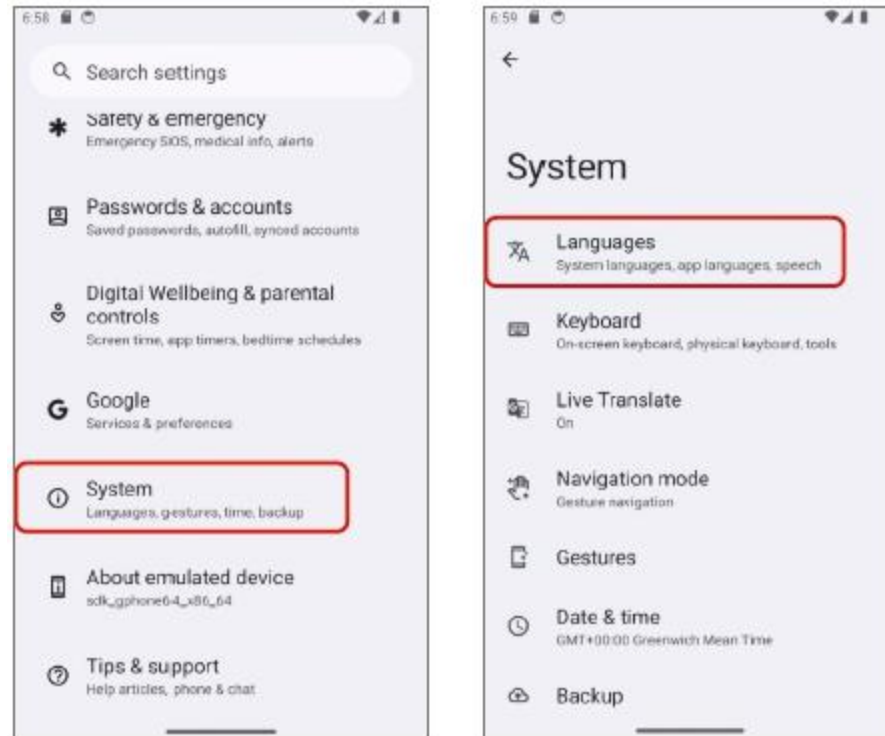 6:58
Search settings
Safety & emergency
Emergency SOS, medical info, alerts
Passwords & accounts
Saved passwords, autofill, synced accounts
Digital Wellbeing & parental
controls
Screen time, app timers, bedtime schedules
Google
Services & preferences
System
Languages, gestures, time, backup
About emulated device
sdk_gphone64_x86_64
Tips & support
Help articles, phone & chat
6:59
System
Languages
System languages, app languages, speech
Keyboard
On-screen keyboard, physical keyboard, tools
Live Translate
On
Navigation mode
Gesture navigation
Gestures
Date & time
GMT+00:00 Greenwich Mean Time
Backup